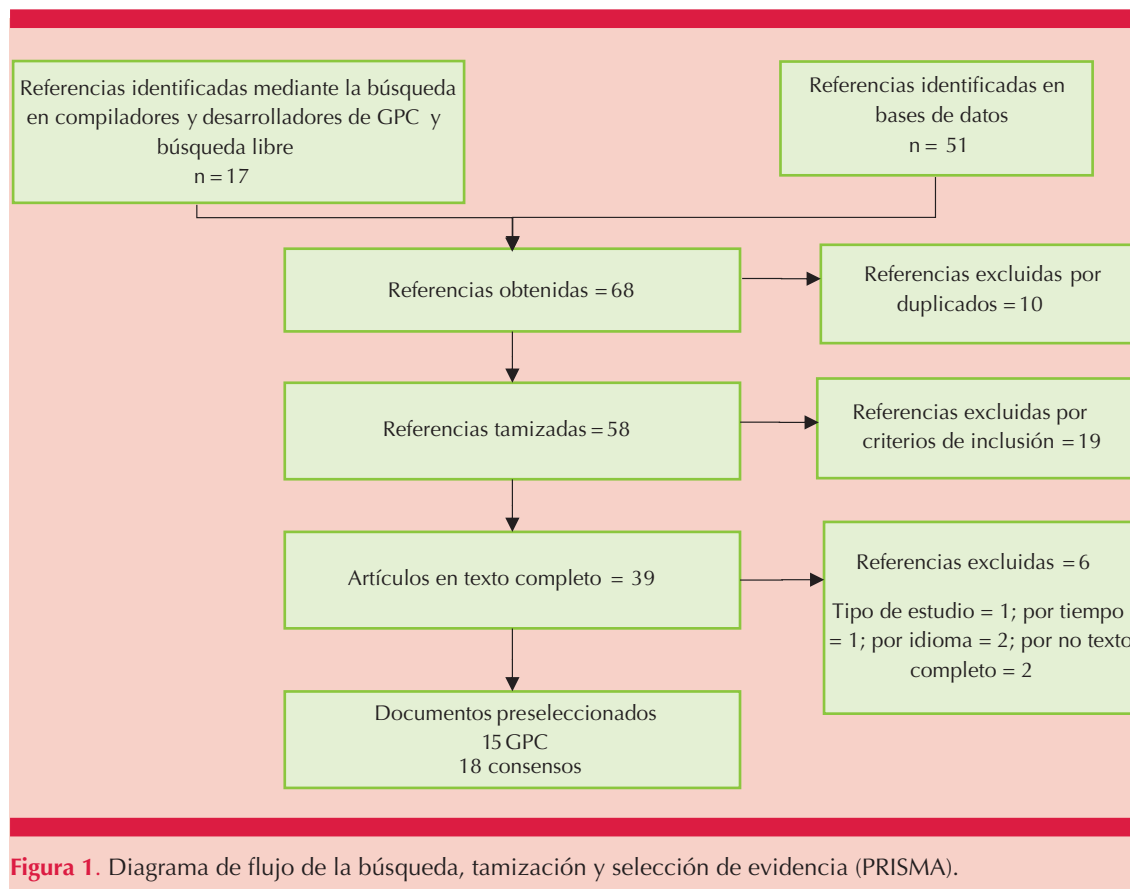 Referencias identificadas mediante la búsqueda
en compiladores y desarrolladores de GPC y
búsqueda libre
n = 17
Referencias identificadas en
bases de datos
n = 51
Referencias obtenidas = 68
Referencias excluidas por
duplicados = 10
Referencias tamizadas = 58
Referencias excluidas por
criterios de inclusión = 19
Artículos en texto completo = 39
Referencias excluidas = 6
Tipo de estudio = 1; por tiempo
= 1; por idioma = 2; por no texto
completo = 2
Documentos preseleccionados
15 GPC
18 consensos
Figura 1. Diagrama de flujo de la búsqueda, tamización y selección de evidencia (PRISMA).